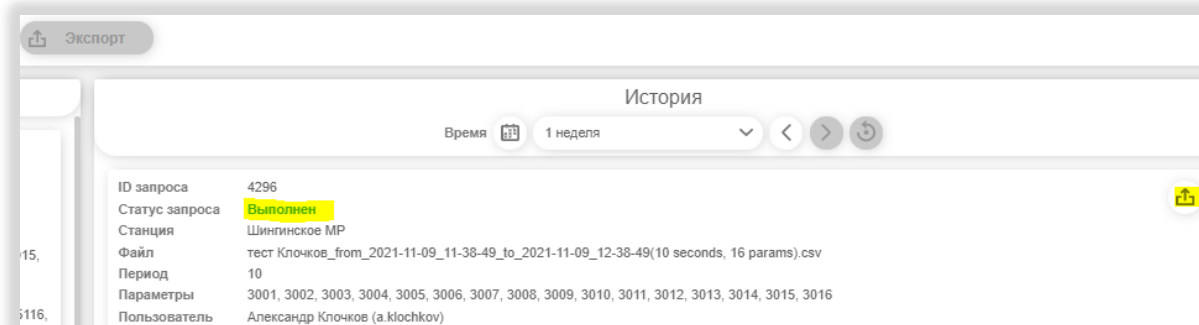 Экспорт
История
Время 1 неделя
ID запроса 4296
Статус запроса Выполнен
Станция Шингинское МР
Файл тест Клочков_from_2021-11-09_11-38-49_to_2021-11-09_12-38-49(10 seconds, 16 params).csv
015,
Период 10
Параметры 3001, 3002, 3003, 3004, 3005, 3006, 3007, 3008, 3009, 3010, 3011, 3012, 3013, 3014, 3015, 3016
5116,
Пользователь Александр Клочков (a.klochkov)